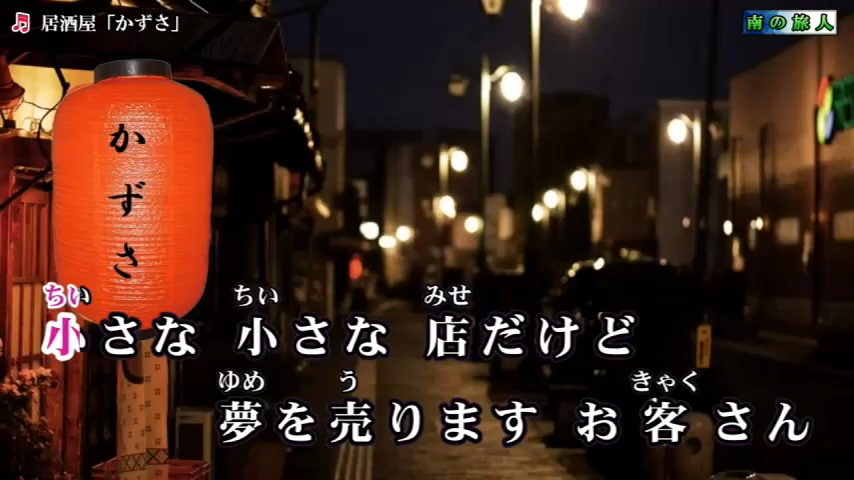 居酒屋「かずさ」
南の旅人
かずさ
ちい ちい みせ
小さな 小さな 店だけど
ゆめ う きゃく
夢を売ります お客さん